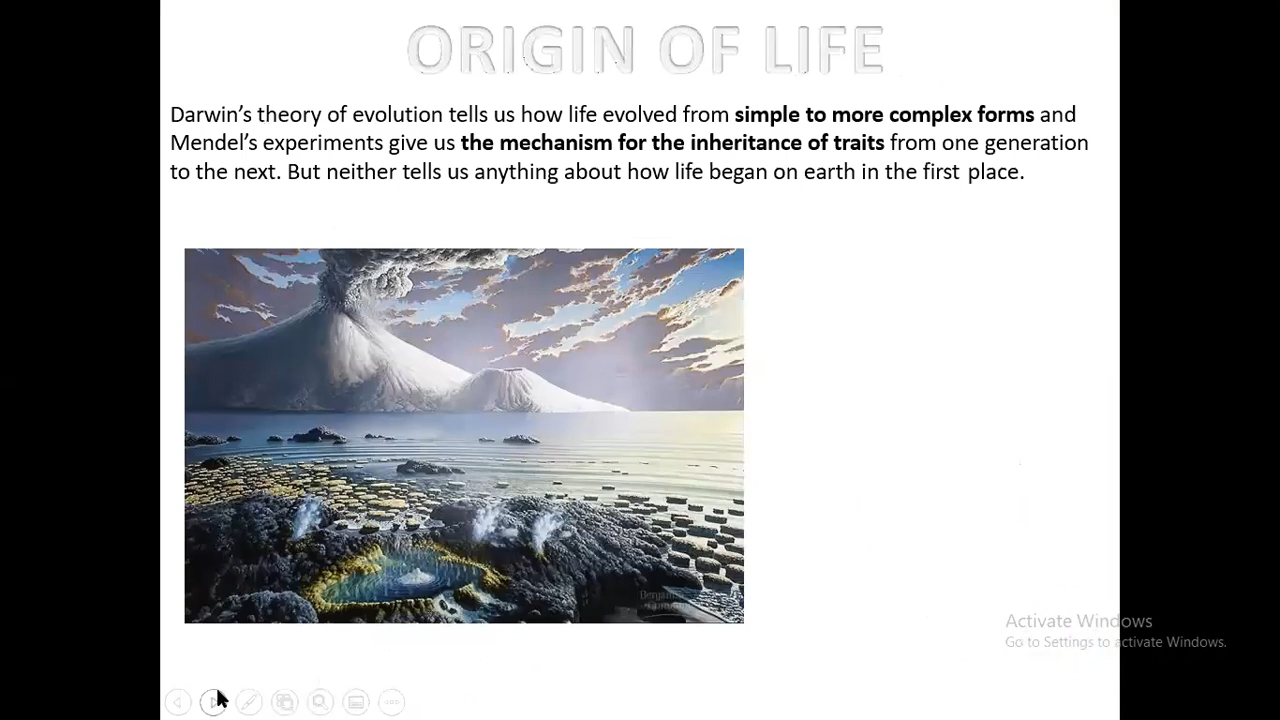 ORIGIN OF LIFE
Darwin's theory of evolution tells us how life evolved from simple to more complex forms and
Mendel's experiments give us the mechanism for the inheritance of traits from one generation
to the next. But neither tells us anything about how life began on earth in the first place.
Activate Windows
Go to Settings to activate Windows.